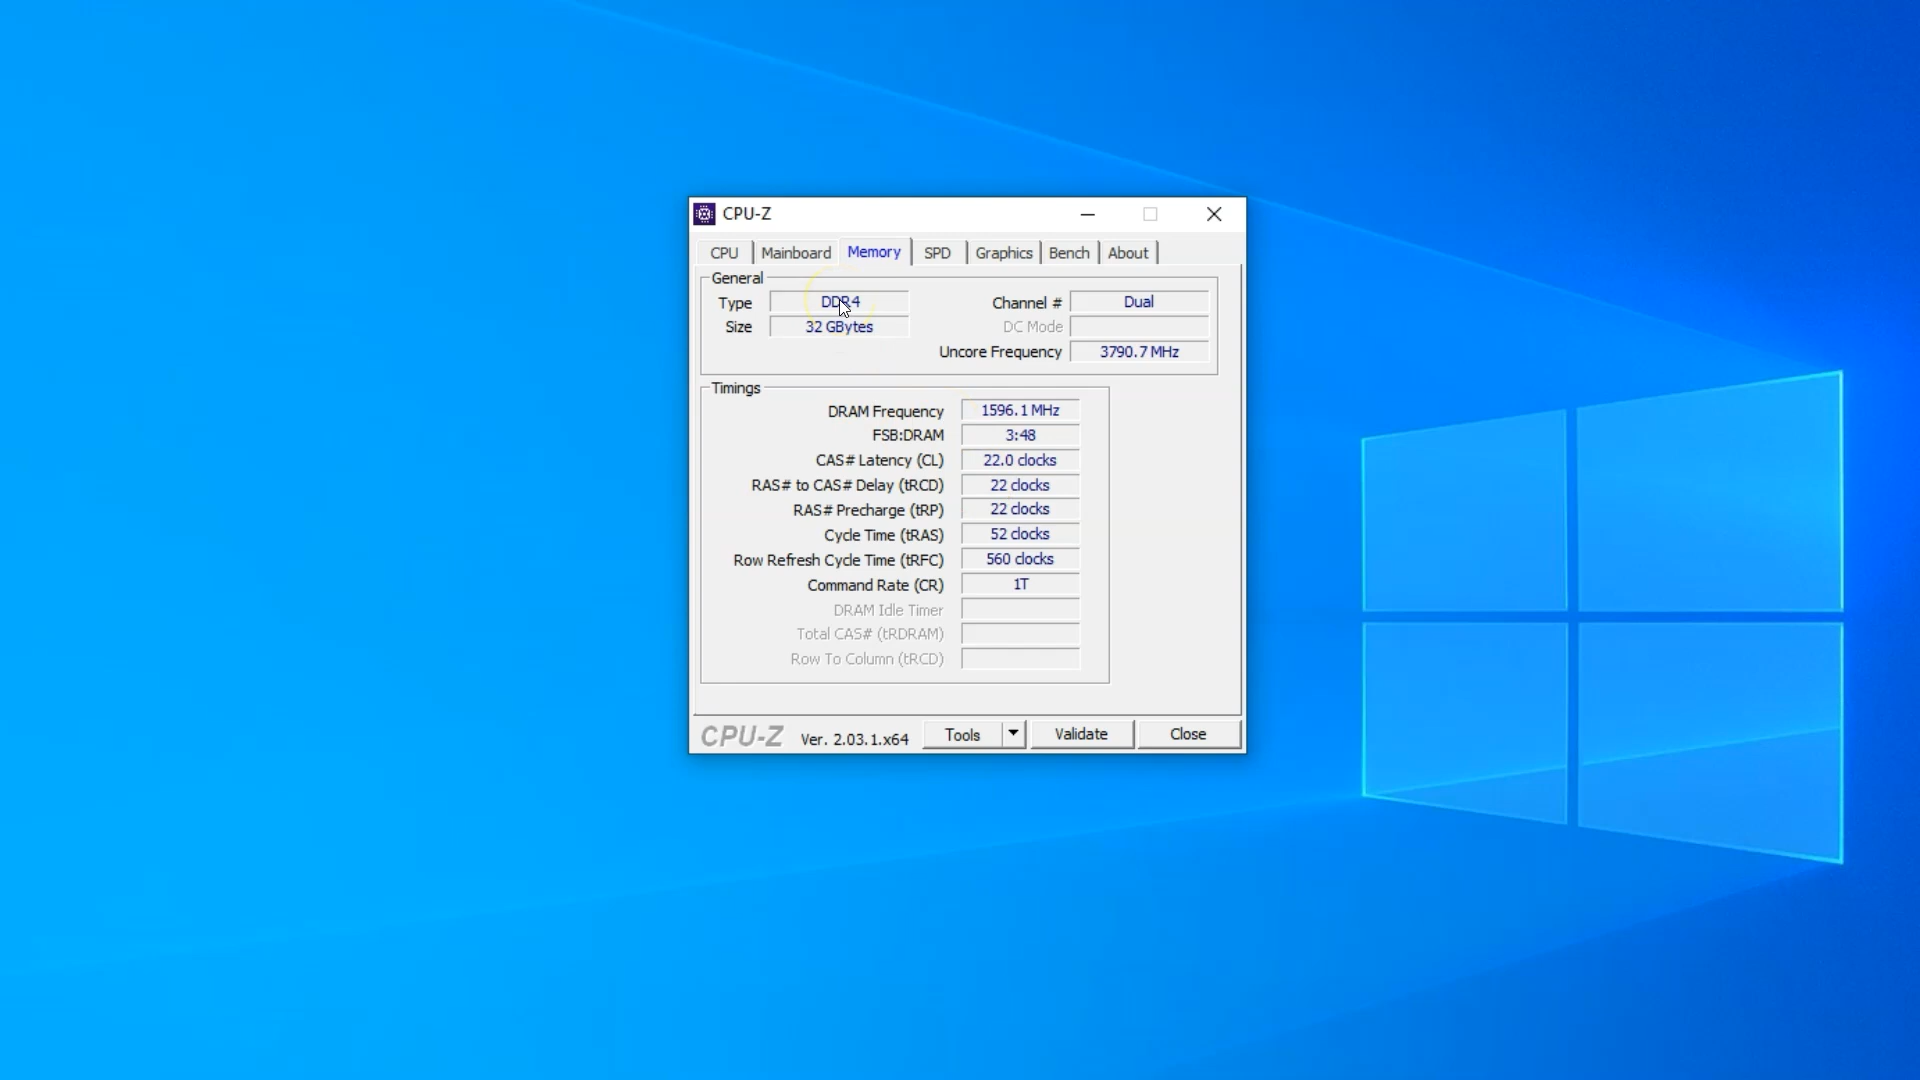 CPU-Z
CPU Mainboard Memory SPD Graphics Bench About
General
Type DDR4 Channel # Dual
Size 32 GBytes DC Mode
Uncore Frequency 3790.7 MHz
Timings
DRAM Frequency 1596.1 MHz
FSB:DRAM 3:48
CAS# Latency (CL) 22.0 clocks
RAS# to CAS# Delay (tRCD) 22 clocks
RAS# Precharge (tRP) 22 clocks
Cycle Time (tRAS) 52 clocks
Row Refresh Cycle Time (tRFC) 560 clocks
Command Rate (CR) 1T
DRAM Idle Timer
Total CAS# (tRDRAM)
Row To Column (tRCD)
CPU-Z Ver. 2.03.1.x64 Tools Validate Close